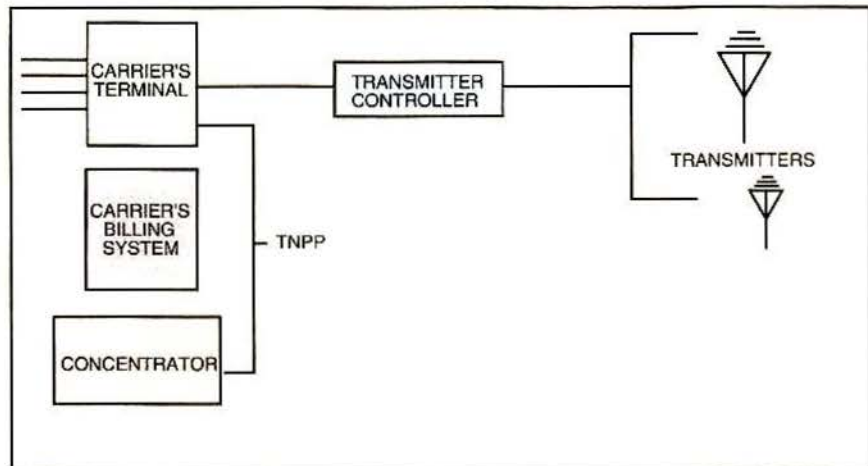 CARRIER'S
TERMINAL
TRANSMITTER
CONTROLLER
TRANSMITTERS
CARRIER'S
BILLING
SYSTEM
TNPP
CONCENTRATOR